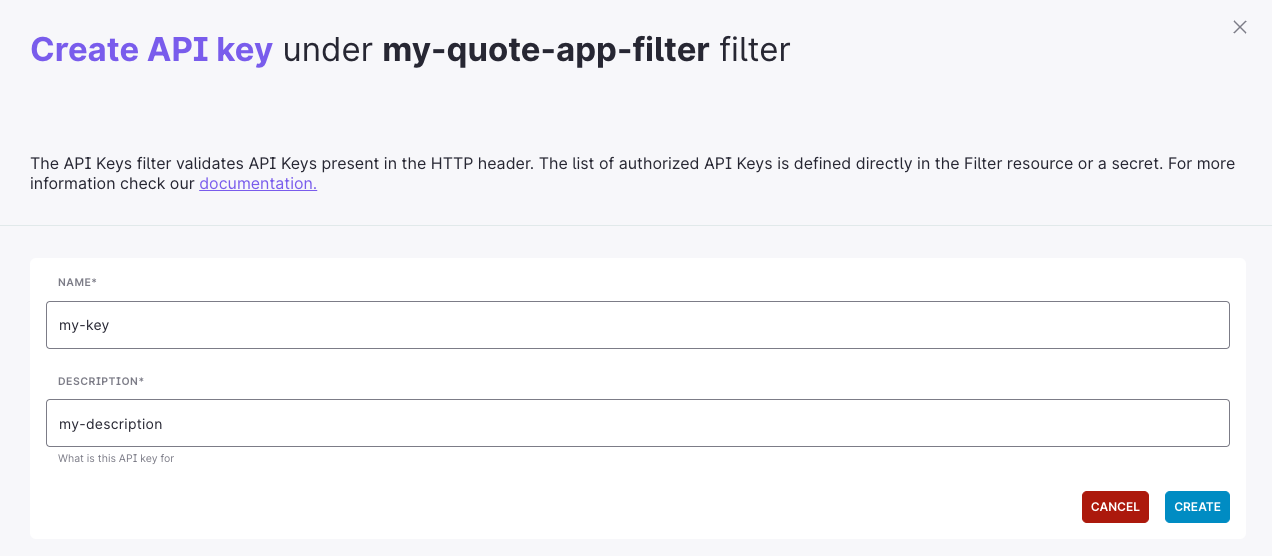 Create API key under my-quote-app-filter filter
The API Keys filter validates API Keys present in the HTTP header. The list of authorized API Keys is defined directly in the Filter resource or a secret. For more
information check our documentation.
NAME*
my-key
DESCRIPTION*
my-description
What is this API key for
CANCEL CREATE